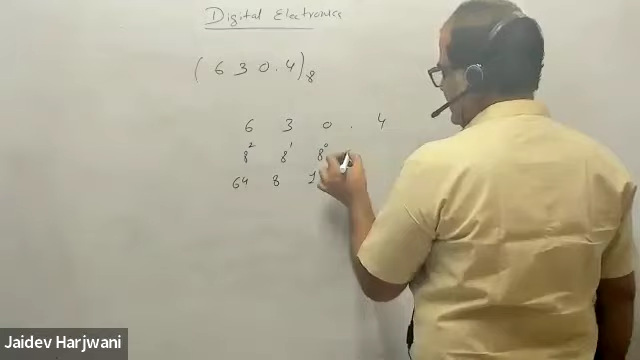 Digital Electronics
(630.4)8
6 3 0 . 4
8² 8¹ 8⁰
64 8 1
Jaidev Harjwani